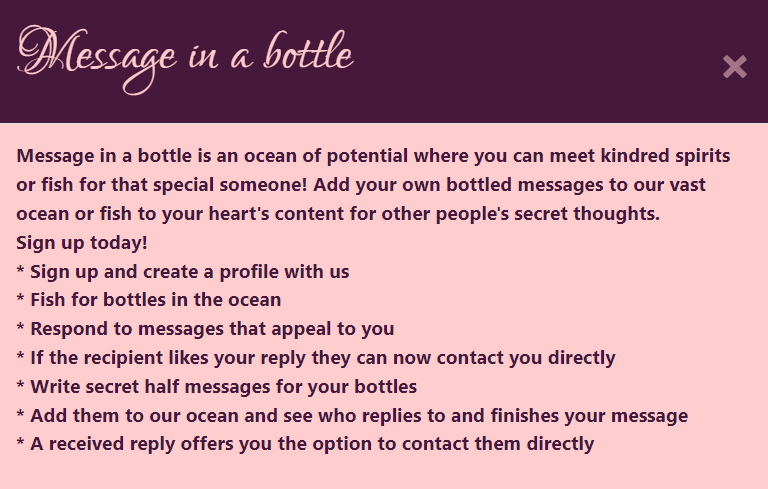 Message in a bottle
Message in a bottle is an ocean of potential where you can meet kindred spirits
or fish for that special someone! Add your own bottled messages to our vast
ocean or fish to your heart's content for other people's secret thoughts.
Sign up today!
* Sign up and create a profile with us
* Fish for bottles in the ocean
* Respond to messages that appeal to you
* If the recipient likes your reply they can now contact you directly
* Write secret half messages for your bottles
* Add them to our ocean and see who replies to and finishes your message
* A received reply offers you the option to contact them directly